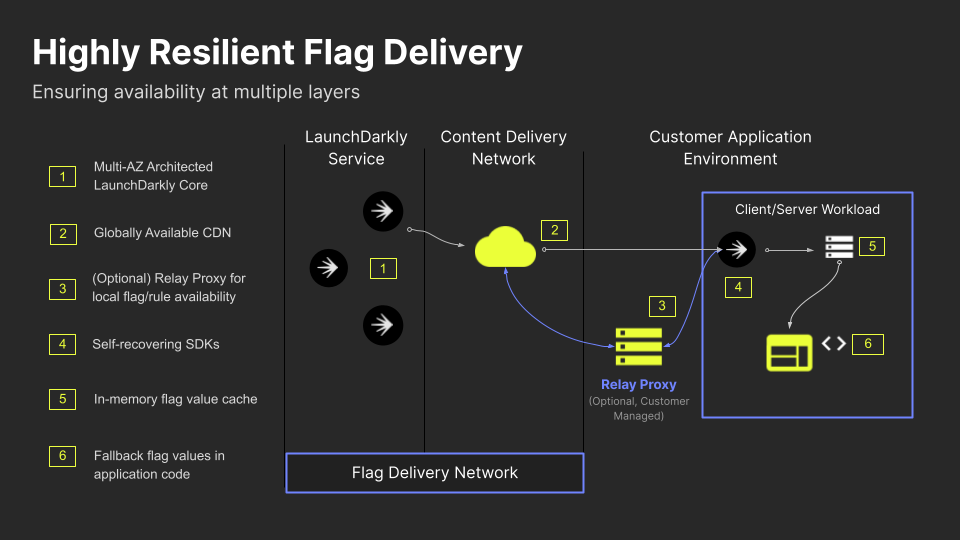 Highly Resilient Flag Delivery
Ensuring availability at multiple layers
1
Multi-AZ Architected
LaunchDarkly Core
2
Globally Available CDN
3
(Optional) Relay Proxy for
local flag/rule availability
4
Self-recovering SDKs
5
In-memory flag value cache
6
Fallback flag values in
application code
LaunchDarkly
Service
1
Content Delivery
Network
2
Flag Delivery Network
Customer Application
Environment
3
Relay Proxy
(Optional, Customer
Managed)
Client/Server Workload
4
5
<> 6